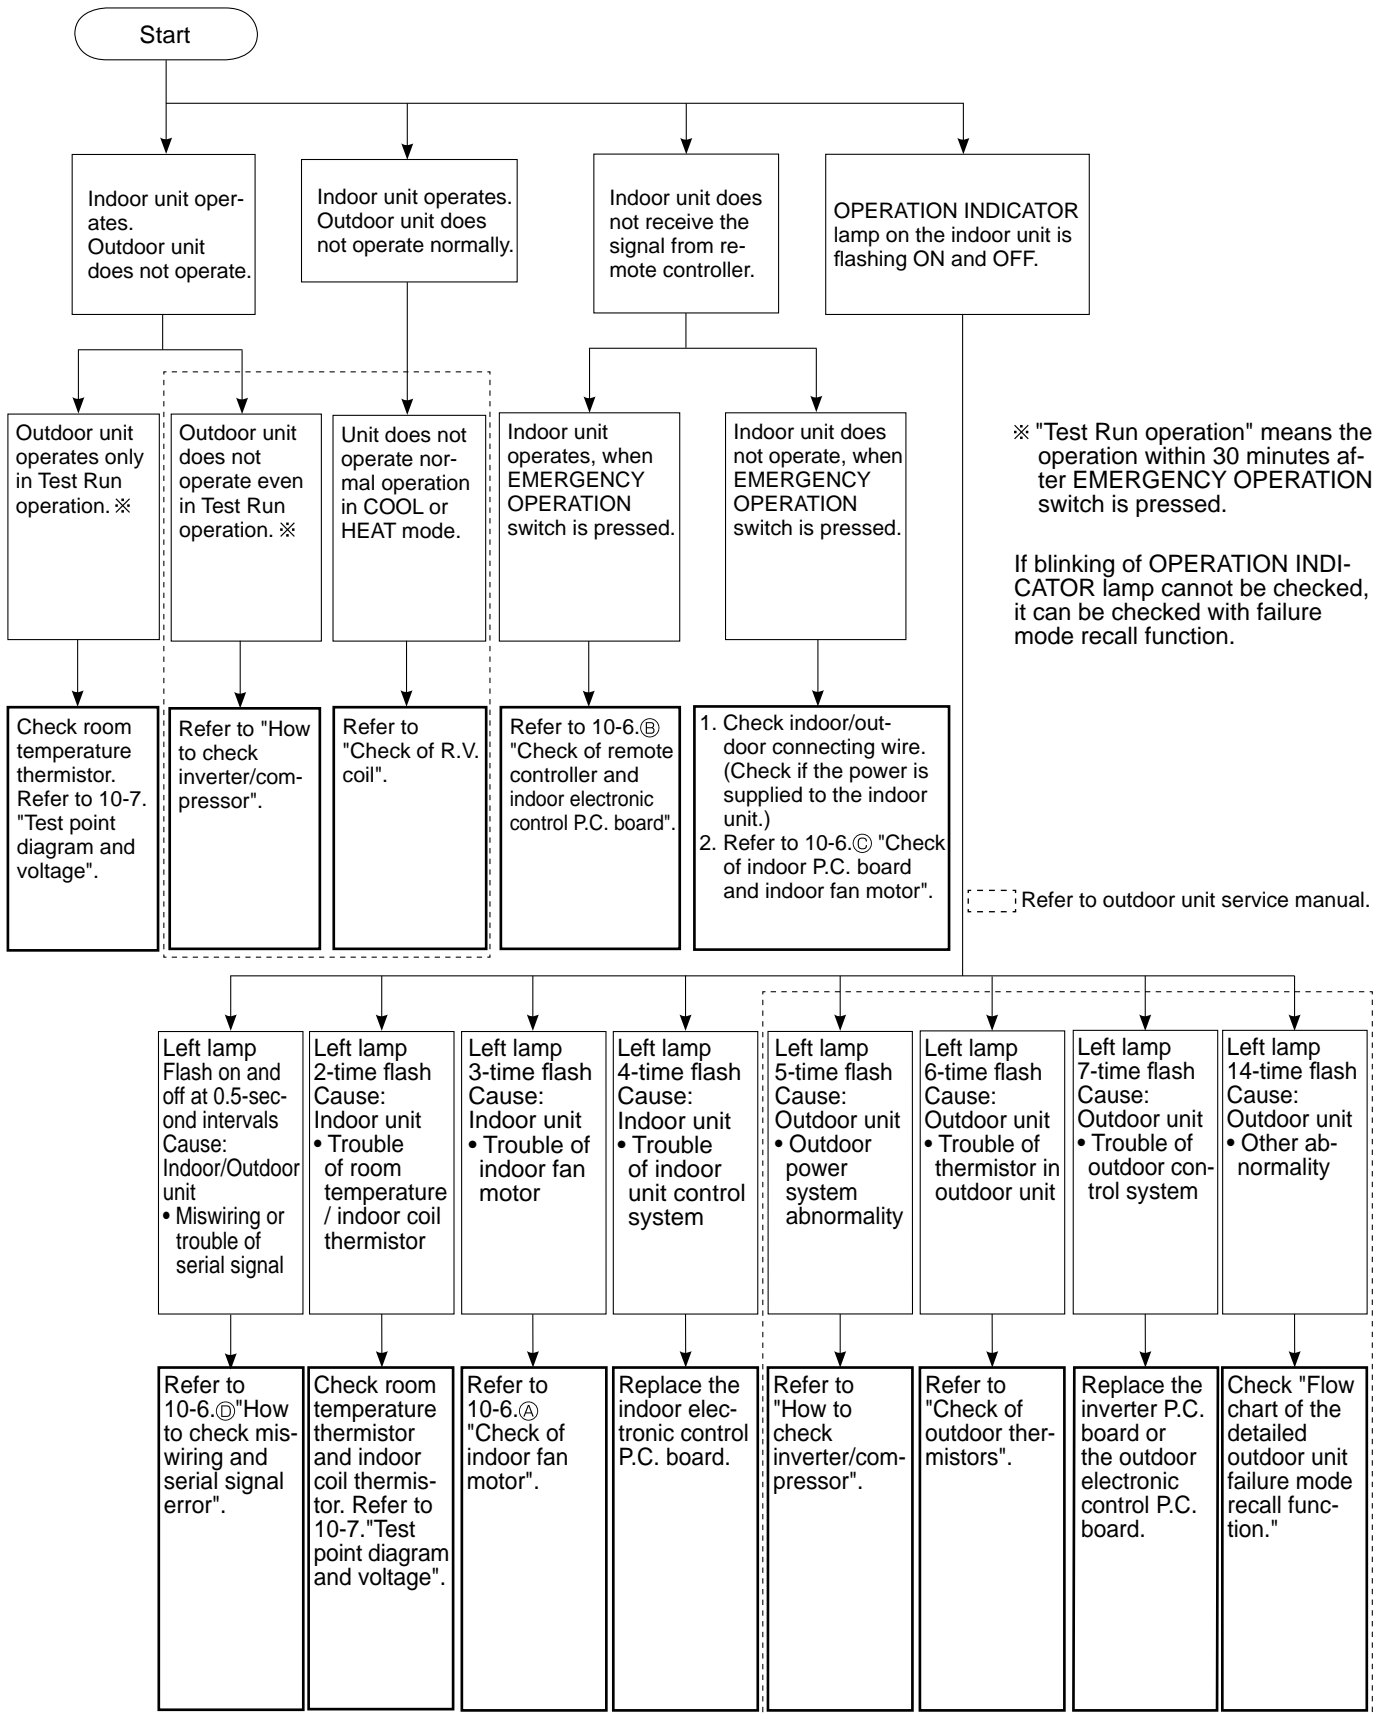 Start
Indoor unit oper-
ates.
Outdoor unit
does not operate.
Indoor unit operates.
Outdoor unit does
not operate normally.
Indoor unit does
not receive the
signal from re-
mote controller.
OPERATION INDICATOR
lamp on the indoor unit is
flashing ON and OFF.
Outdoor unit
operates only
in Test Run
operation. ※
Outdoor unit
does not
operate even
in Test Run
operation. ※
Unit does not
operate nor-
mal operation
in COOL or
HEAT mode.
Indoor unit
operates, when
EMERGENCY
OPERATION
switch is pressed.
Indoor unit does
not operate, when
EMERGENCY
OPERATION
switch is pressed.
※ "Test Run operation" means the
operation within 30 minutes af-
ter EMERGENCY OPERATION
switch is pressed.
If blinking of OPERATION INDI-
CATOR lamp cannot be checked,
it can be checked with failure
mode recall function.
Check room
temperature
thermistor.
Refer to 10-7.
"Test point
diagram and
voltage".
Refer to "How
to check
inverter/com-
pressor".
Refer to
"Check of R.V.
coil".
Refer to 10-6.Ⓑ
"Check of remote
controller and
indoor electronic
control P.C. board".
1. Check indoor/out-
door connecting wire.
(Check if the power is
supplied to the indoor
unit.)
2. Refer to 10-6.Ⓒ "Check
of indoor P.C. board
and indoor fan motor".
Refer to outdoor unit service manual.
Left lamp
Flash on and
off at 0.5-sec-
ond intervals
Cause:
Indoor/Outdoor
unit
• Miswiring or
trouble of
serial signal
Left lamp
2-time flash
Cause:
Indoor unit
• Trouble
of room
temperature
/ indoor coil
thermistor
Left lamp
3-time flash
Cause:
Indoor unit
• Trouble of
indoor fan
motor
Left lamp
4-time flash
Cause:
Indoor unit
• Trouble
of indoor
unit control
system
Left lamp
5-time flash
Cause:
Outdoor unit
• Outdoor
power
system
abnormality
Left lamp
6-time flash
Cause:
Outdoor unit
• Trouble of
thermistor in
outdoor unit
Left lamp
7-time flash
Cause:
Outdoor unit
• Trouble of
outdoor con-
trol system
Left lamp
14-time flash
Cause:
Outdoor unit
• Other ab-
normality
Refer to
10-6.Ⓓ"How
to check mis-
wiring and
serial signal
error".
Check room
temperature
thermistor
and indoor
coil thermis-
tor. Refer to
10-7."Test
point diagram
and voltage".
Refer to
10-6.Ⓐ
"Check of
indoor fan
motor".
Replace the
indoor elec-
tronic control
P.C. board.
Refer to
"How to
check
inverter/com-
pressor".
Refer to
"Check of
outdoor ther-
mistors".
Replace the
inverter P.C.
board or
the outdoor
electronic
control P.C.
board.
Check "Flow
chart of the
detailed
outdoor unit
failure mode
recall func-
tion."